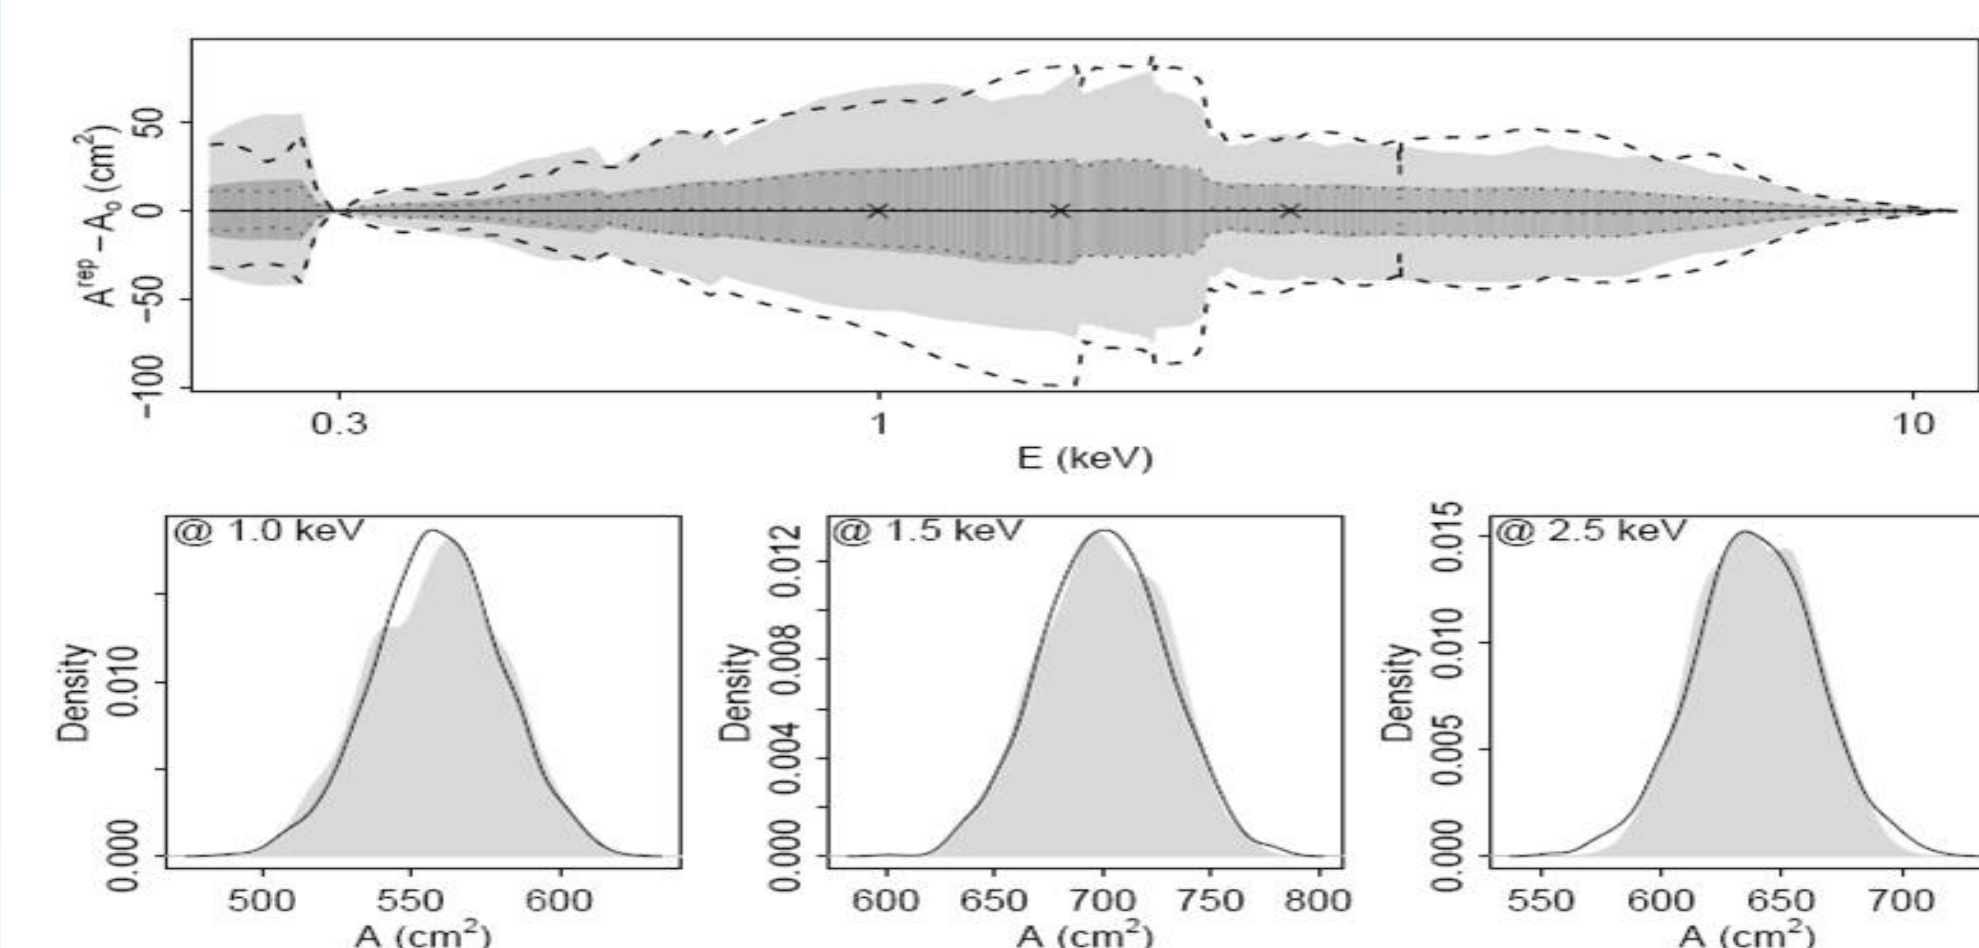 A^rep − A_0 (cm^2)
50
0
−50
−100
0.3 1 10
E (keV)
@ 1.0 keV
Density
0.010
0.000
500 550 600
A (cm^2)
@ 1.5 keV
Density
0.012
0.008
0.004
0.000
600 650 700 750 800
A (cm^2)
@ 2.5 keV
Density
0.015
0.010
0.005
0.000
550 600 650 700
A (cm^2)